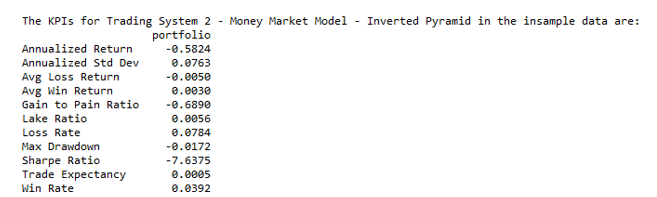 The KPIs for Trading System 2 - Money Market Model - Inverted Pyramid in the insample data are:
portfolio
Annualized Return -0.5824
Annualized Std Dev 0.0763
Avg Loss Return -0.0050
Avg Win Return 0.0030
Gain to Pain Ratio -0.6890
Lake Ratio 0.0056
Loss Rate 0.0784
Max Drawdown -0.0172
Sharpe Ratio -7.6375
Trade Expectancy 0.0005
Win Rate 0.0392